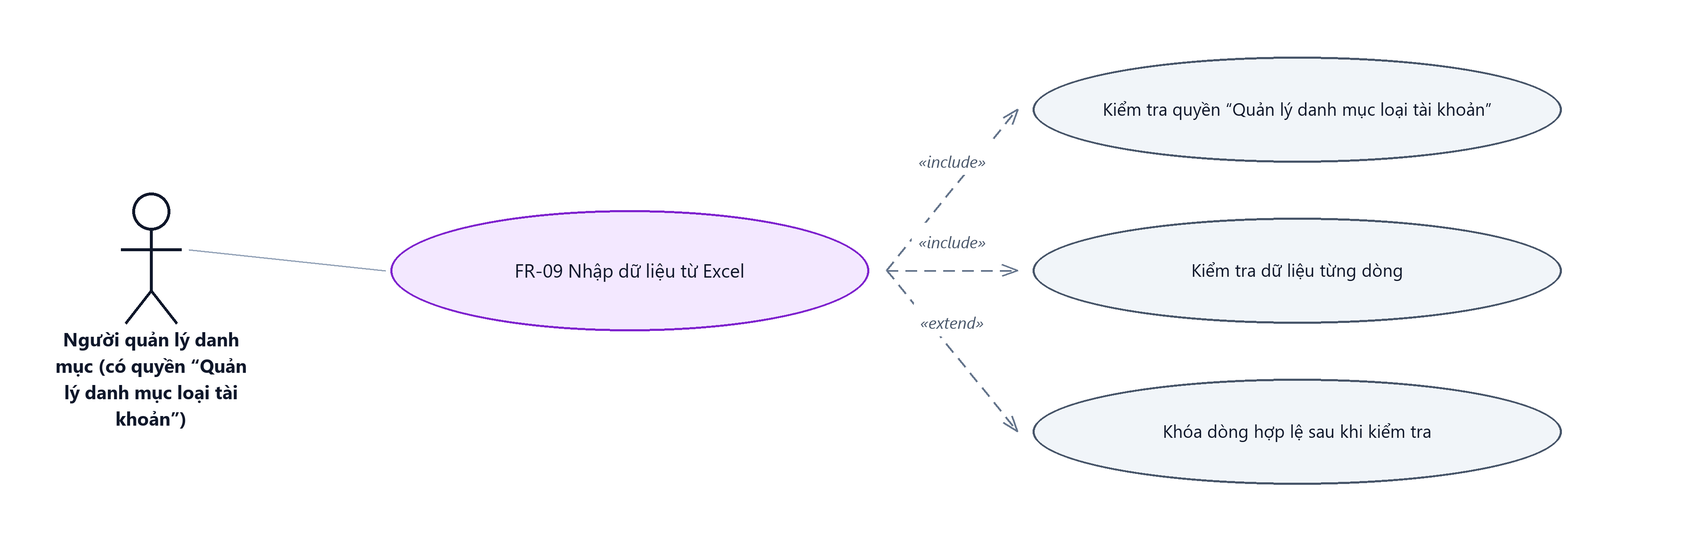 Kiểm tra quyền “Quản lý danh mục loại tài khoản”
«include»
«include»
FR-09 Nhập dữ liệu từ Excel
Kiểm tra dữ liệu từng dòng
«extend»
Người quản lý danh
mục (có quyền “Quản
lý danh mục loại tài
khoản”)
Khóa dòng hợp lệ sau khi kiểm tra